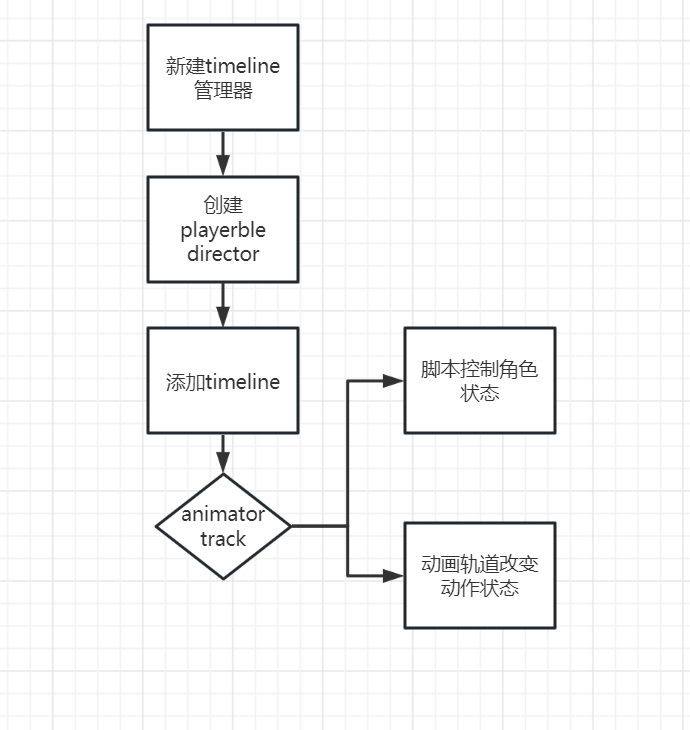 新建timeline
管理器
创建
playerble
director
添加timeline
脚本控制角色
状态
animator
track
动画轨道改变
动作状态